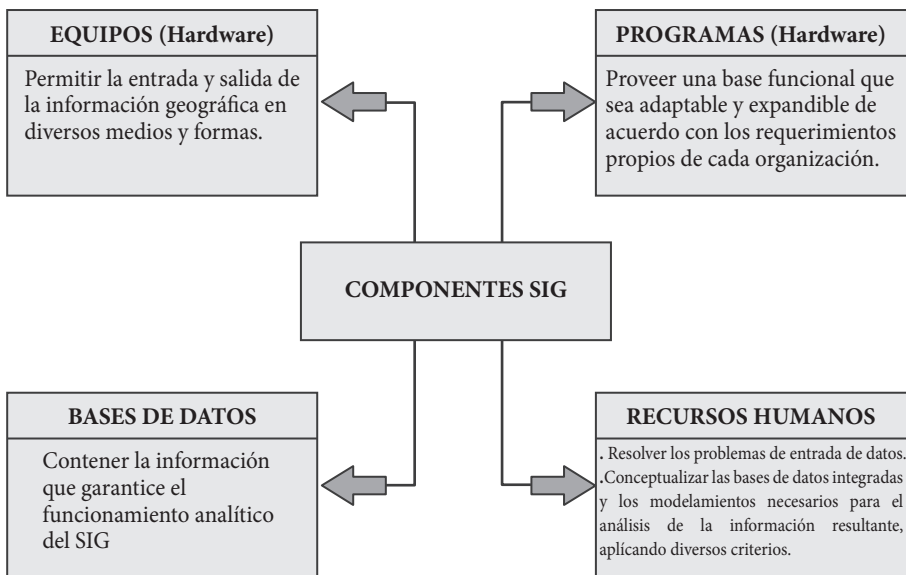 EQUIPOS (Hardware)
Permitir la entrada y salida de
la información geográfica en
diversos medios y formas.
PROGRAMAS (Hardware)
Proveer una base funcional que
sea adaptable y expandible de
acuerdo con los requerimientos
propios de cada organización.
COMPONENTES SIG
BASES DE DATOS
Contener la información
que garantice el
funcionamiento analítico
del SIG
RECURSOS HUMANOS
. Resolver los problemas de entrada de datos.
.Conceptualizar las bases de datos integradas
y los modelamientos necesarios para el
análisis de la información resultante,
aplícando diversos criterios.